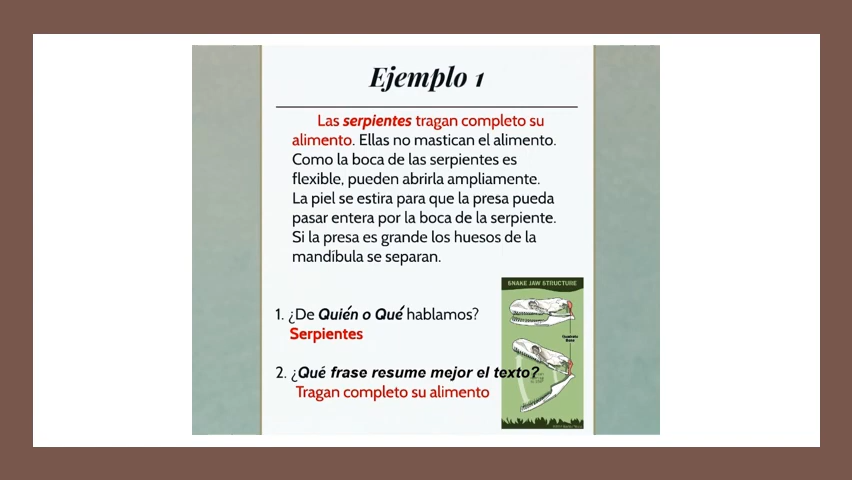 Ejemplo 1
Las serpientes tragan completo su
alimento. Ellas no mastican el alimento.
Como la boca de las serpientes es
flexible, pueden abrirla ampliamente.
La piel se estira para que la presa pueda
pasar entera por la boca de la serpiente.
Si la presa es grande los huesos de la
mandíbula se separan.
SNAKE JAW STRUCTURE
Quadrate
Bone
1. ¿De Quién o Qué hablamos?
Serpientes
2. ¿Qué frase resume mejor el texto?
Tragan completo su alimento